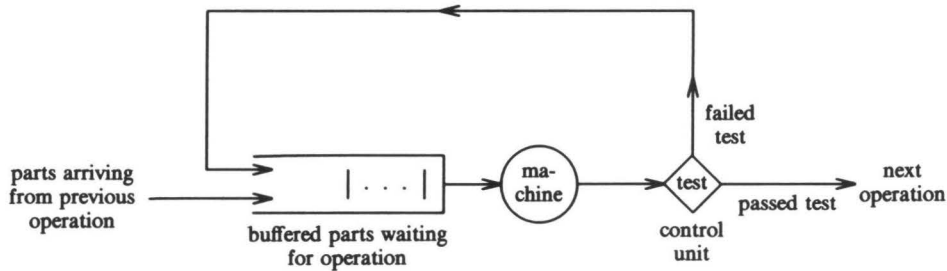 failed
test
parts arriving
from previous
operation
ma-
chine
test
next
operation
passed test
buffered parts waiting
for operation
control
unit